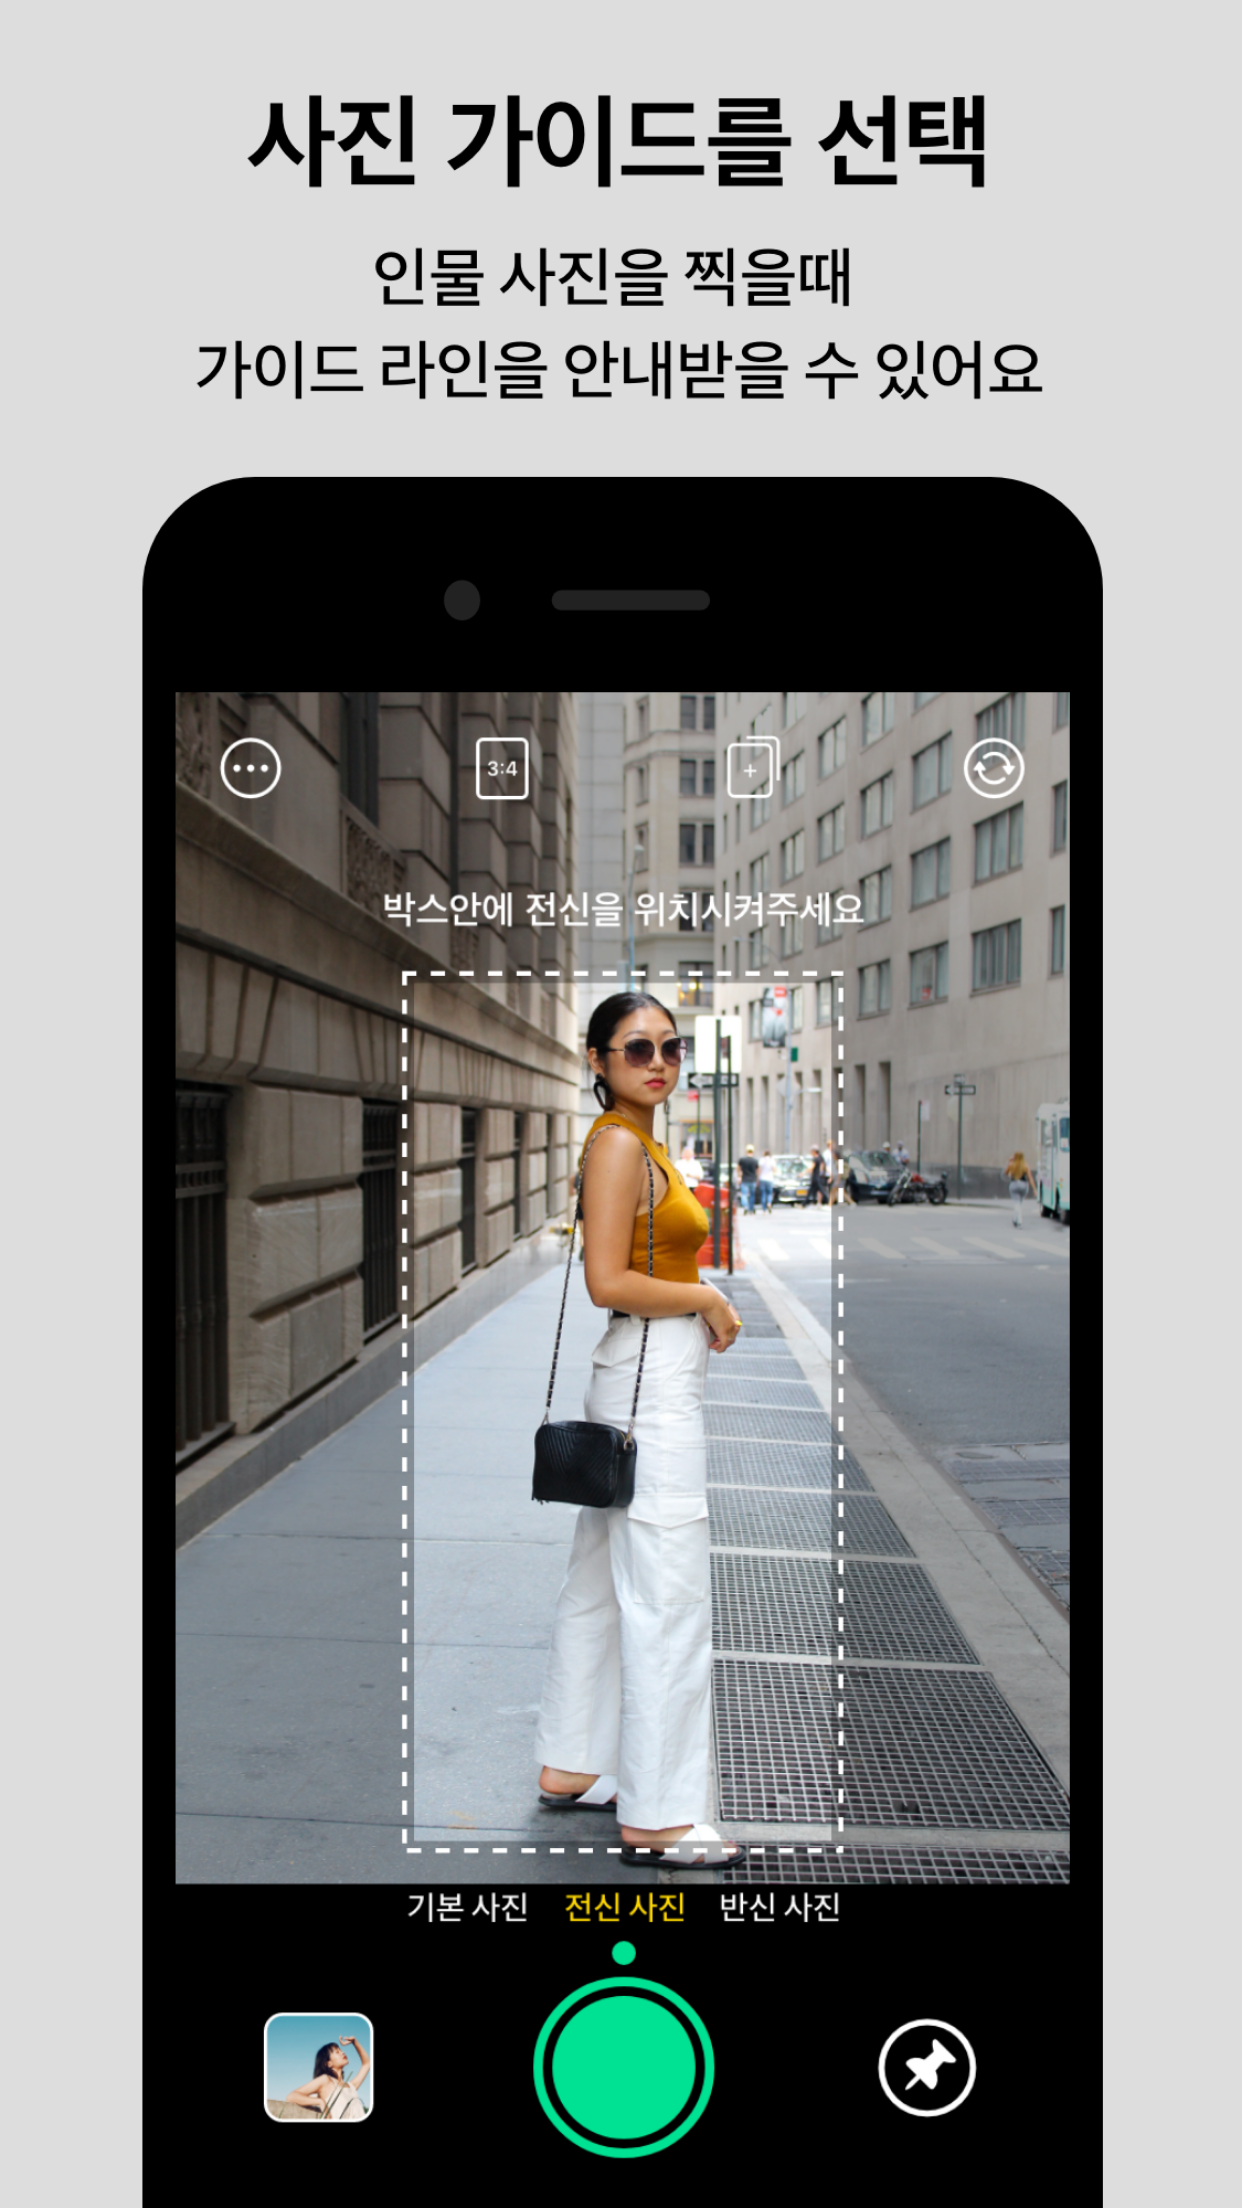 사진 가이드를 선택
인물 사진을 찍을때
가이드 라인을 안내받을 수 있어요
3:4
박스안에 전신을 위치시켜주세요
기본 사진 전신 사진 반신 사진